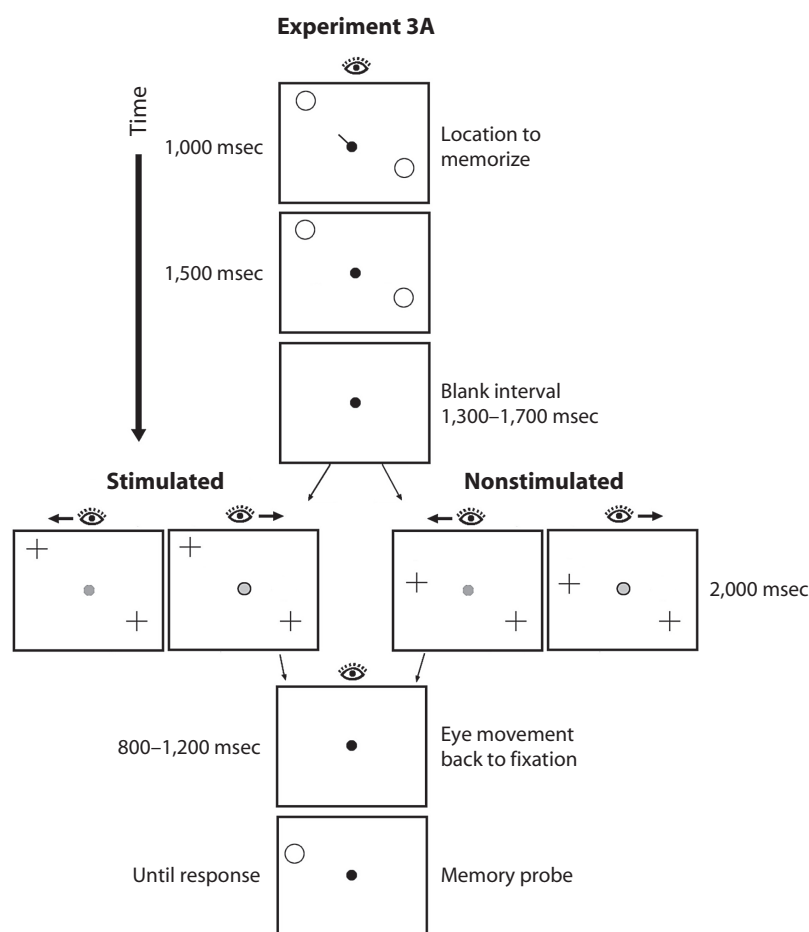 Experiment 3A
Time
1,000 msec
Location to
memorize
1,500 msec
Blank interval
1,300–1,700 msec
Stimulated
Nonstimulated
2,000 msec
800–1,200 msec
Eye movement
back to fixation
Until response
Memory probe